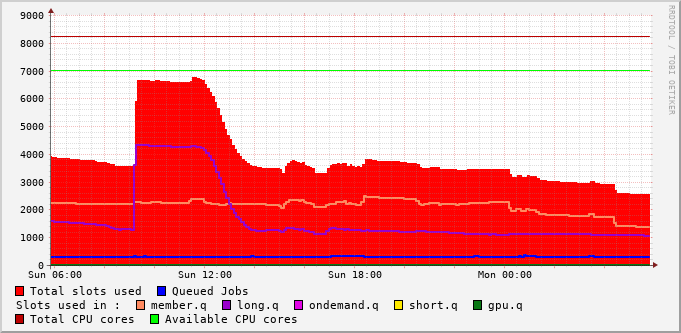 9000
8000
7000
6000
5000
4000
3000
2000
1000
0
Sun 06:00 Sun 12:00 Sun 18:00 Mon 00:00
Total slots used Queued Jobs
Slots used in : member.q long.q ondemand.q short.q gpu.q
Total CPU cores Available CPU cores
RRDTOOL / TOBI OETIKER